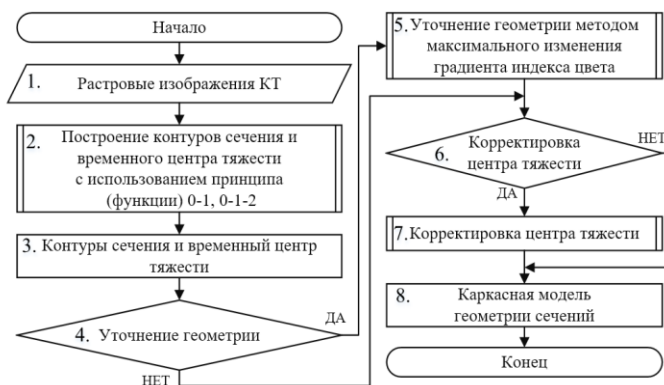 Начало
1. Растровые изображения КТ
2. Построение контуров сечения и
временного центра тяжести
с использованием принципа
(функции) 0-1, 0-1-2
3. Контуры сечения и временный центр
тяжести
4. Уточнение геометрии
ДА
НЕТ
5. Уточнение геометрии методом
максимального изменения
градиента индекса цвета
6. Корректировка
центра тяжести
НЕТ
ДА
7. Корректировка центра тяжести
8. Каркасная модель
геометрии сечений
Конец